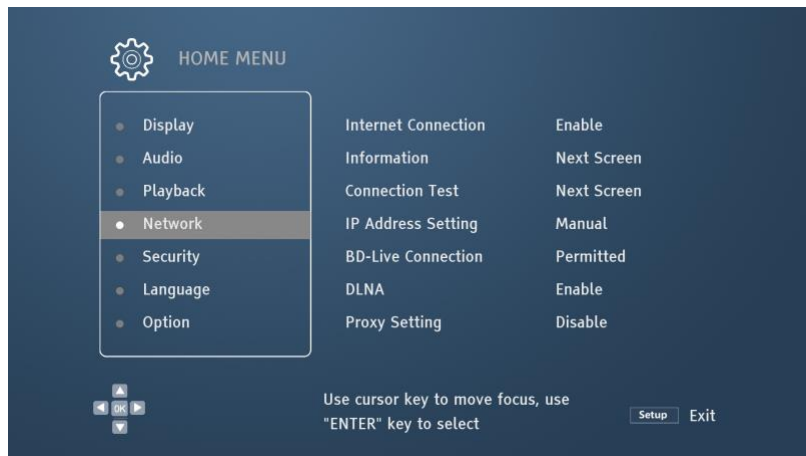 HOME MENU
Display
Audio
Playback
Network
Security
Language
Option
Internet Connection Enable
Information Next Screen
Connection Test Next Screen
IP Address Setting Manual
BD-Live Connection Permitted
DLNA Enable
Proxy Setting Disable
OK
Use cursor key to move focus, use
"ENTER" key to select
Setup Exit